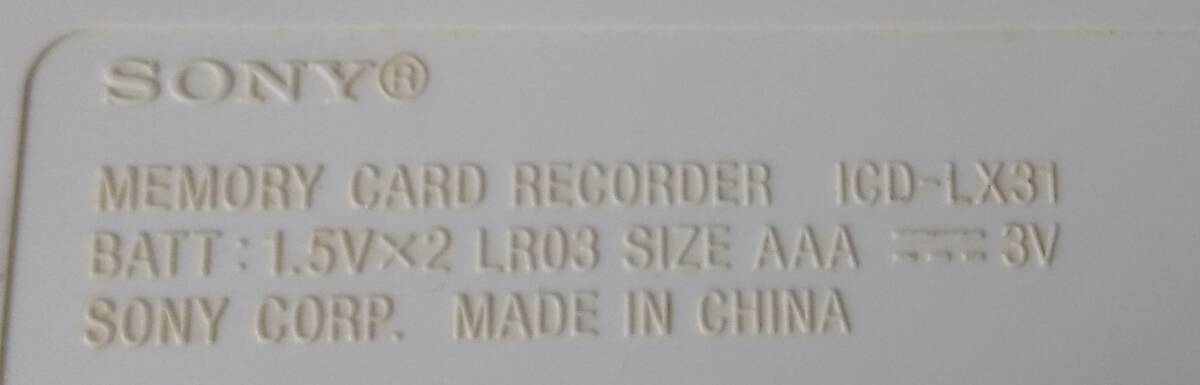 SONY®
MEMORY CARD RECORDER ICD-LX31
BATT : 1.5V×2 LR03 SIZE AAA ⎓ 3V
SONY CORP. MADE IN CHINA